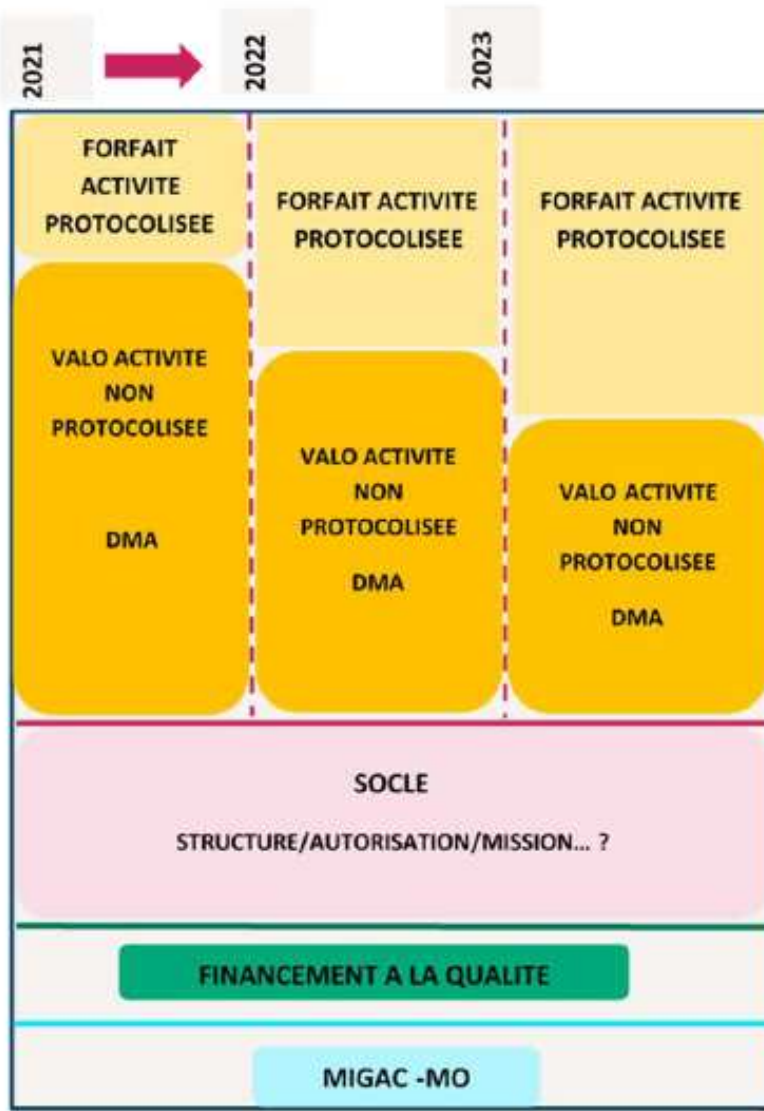 2021
2022
2023
FORFAIT
ACTIVITE
PROTOCOLISEE
FORFAIT ACTIVITE
PROTOCOLISEE
FORFAIT ACTIVITE
PROTOCOLISEE
VALO ACTIVITE
NON
PROTOCOLISEE
DMA
VALO ACTIVITE
NON
PROTOCOLISEE
DMA
VALO ACTIVITE
NON
PROTOCOLISEE
DMA
SOCLE
STRUCTURE/AUTORISATION/MISSION... ?
FINANCEMENT A LA QUALITE
MIGAC -MO